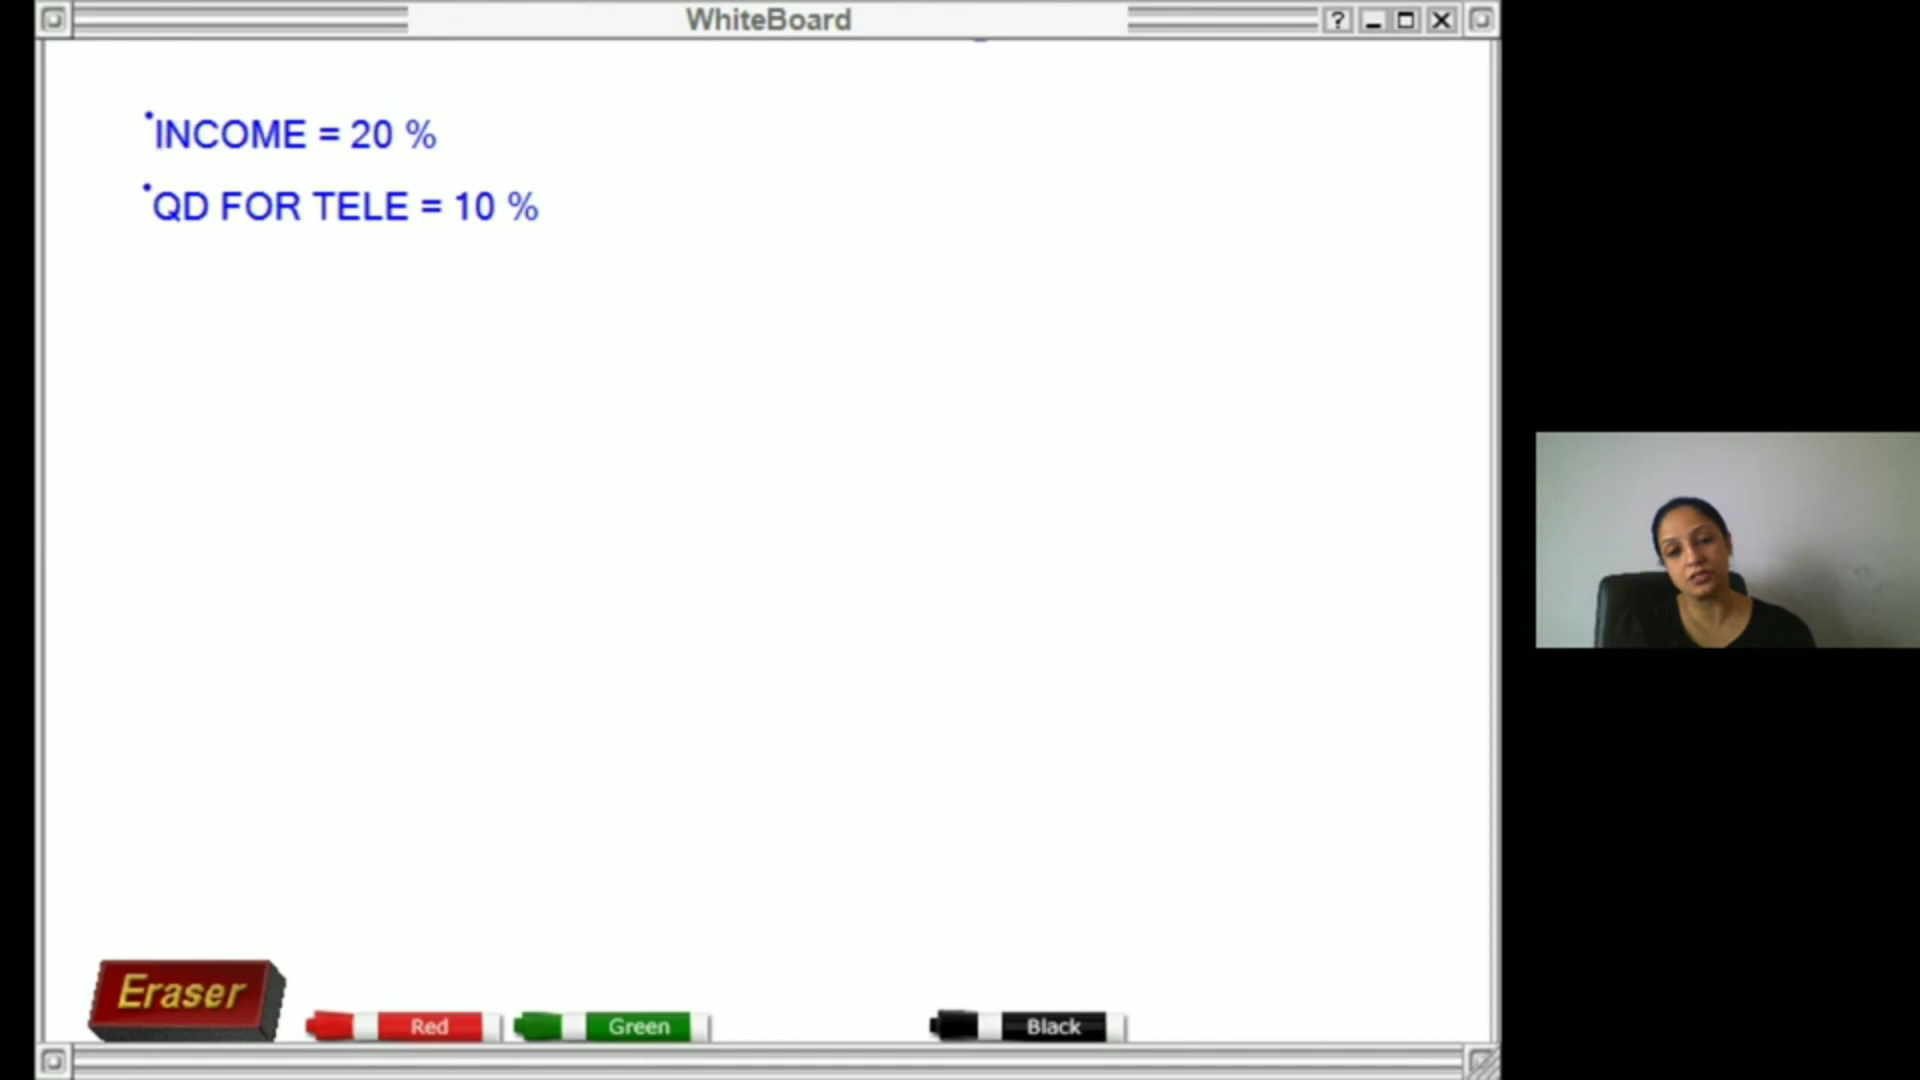 WhiteBoard
?
•INCOME = 20 %
•QD FOR TELE = 10 %
Eraser
Red
Green
Black